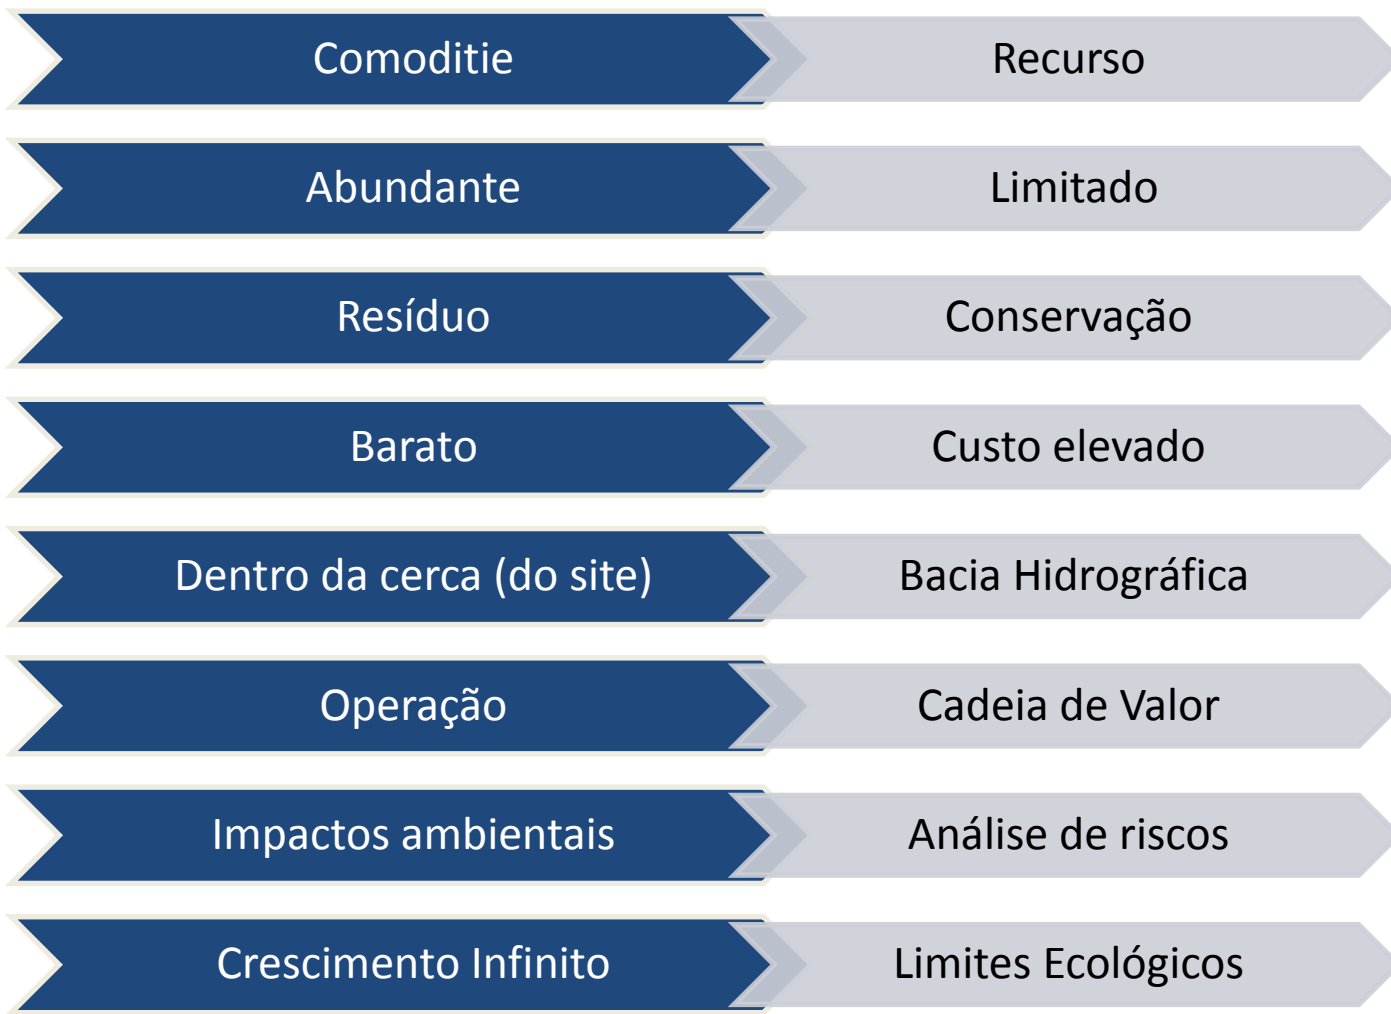 Comoditie
Recurso
Abundante
Limitado
Resíduo
Conservação
Barato
Custo elevado
Dentro da cerca (do site)
Bacia Hidrográfica
Operação
Cadeia de Valor
Impactos ambientais
Análise de riscos
Crescimento Infinito
Limites Ecológicos